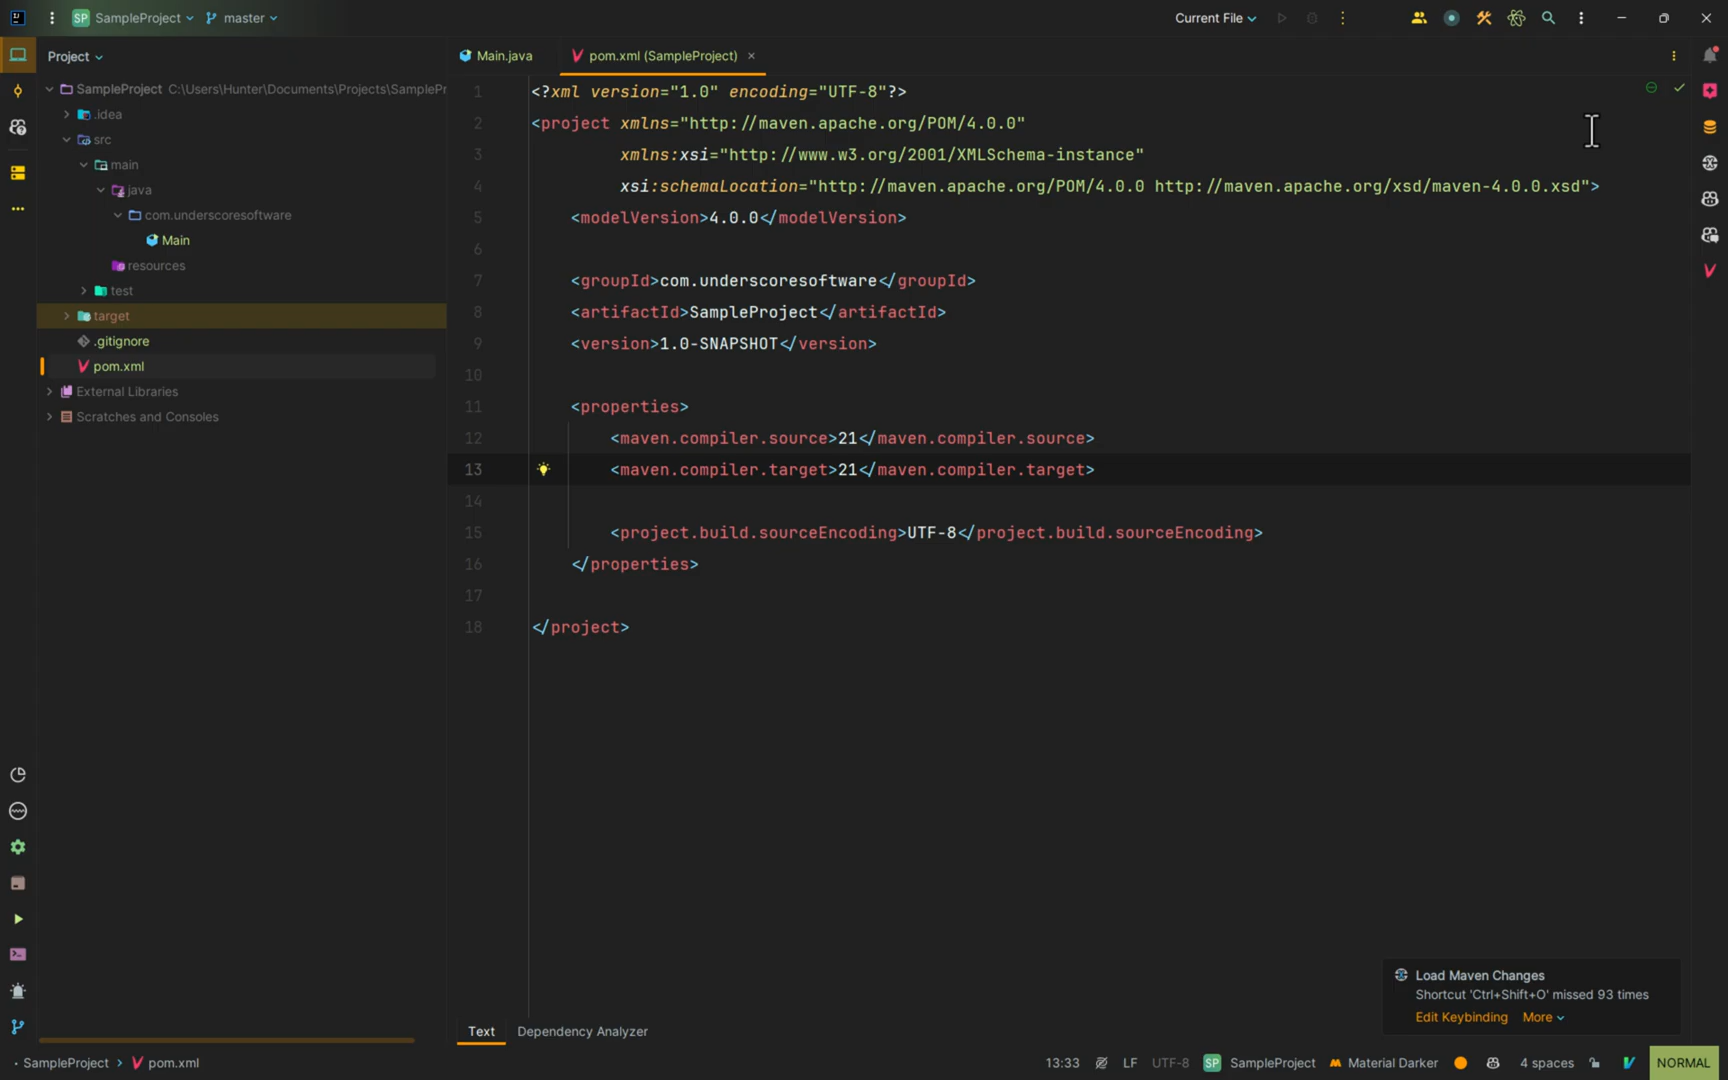 SP SampleProject master
Current File
Project
SampleProject C:\Users\Hunter\Documents\Projects\SamplePr
.idea
src
main
java
com.underscoresoftware
Main
resources
test
target
.gitignore
pom.xml
External Libraries
Scratches and Consoles
Main.java
pom.xml (SampleProject)
1 <?xml version="1.0" encoding="UTF-8"?>
2 <project xmlns="http://maven.apache.org/POM/4.0.0"
3 xmlns:xsi="http://www.w3.org/2001/XMLSchema-instance"
4 xsi:schemaLocation="http://maven.apache.org/POM/4.0.0 http://maven.apache.org/xsd/maven-4.0.0.xsd">
5 <modelVersion>4.0.0</modelVersion>
6
7 <groupId>com.underscoresoftware</groupId>
8 <artifactId>SampleProject</artifactId>
9 <version>1.0-SNAPSHOT</version>
10
11 <properties>
12 <maven.compiler.source>21</maven.compiler.source>
13 <maven.compiler.target>21</maven.compiler.target>
14
15 <project.build.sourceEncoding>UTF-8</project.build.sourceEncoding>
16 </properties>
17
18 </project>
Load Maven Changes
Shortcut 'Ctrl+Shift+O' missed 93 times
Edit Keybinding More
Text Dependency Analyzer
SampleProject > pom.xml
13:33 LF UTF-8 SP SampleProject Material Darker 4 spaces NORMAL